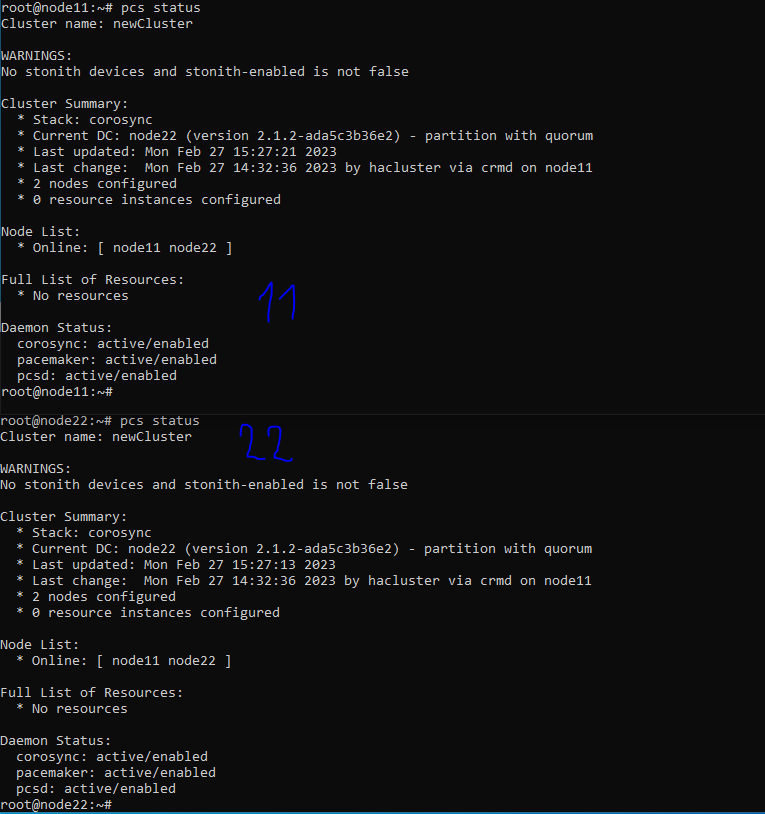 root@node11:~# pcs status
Cluster name: newCluster
WARNINGS:
No stonith devices and stonith-enabled is not false
Cluster Summary:
* Stack: corosync
* Current DC: node22 (version 2.1.2-ada5c3b36e2) - partition with quorum
* Last updated: Mon Feb 27 15:27:21 2023
* Last change:  Mon Feb 27 14:32:36 2023 by hacluster via crmd on node11
* 2 nodes configured
* 0 resource instances configured
Node List:
* Online: [ node11 node22 ]
Full List of Resources:
* No resources
11
Daemon Status:
corosync: active/enabled
pacemaker: active/enabled
pcsd: active/enabled
root@node11:~#
root@node22:~# pcs status
Cluster name: newCluster
22
WARNINGS:
No stonith devices and stonith-enabled is not false
Cluster Summary:
* Stack: corosync
* Current DC: node22 (version 2.1.2-ada5c3b36e2) - partition with quorum
* Last updated: Mon Feb 27 15:27:13 2023
* Last change:  Mon Feb 27 14:32:36 2023 by hacluster via crmd on node11
* 2 nodes configured
* 0 resource instances configured
Node List:
* Online: [ node11 node22 ]
Full List of Resources:
* No resources
Daemon Status:
corosync: active/enabled
pacemaker: active/enabled
pcsd: active/enabled
root@node22:~#